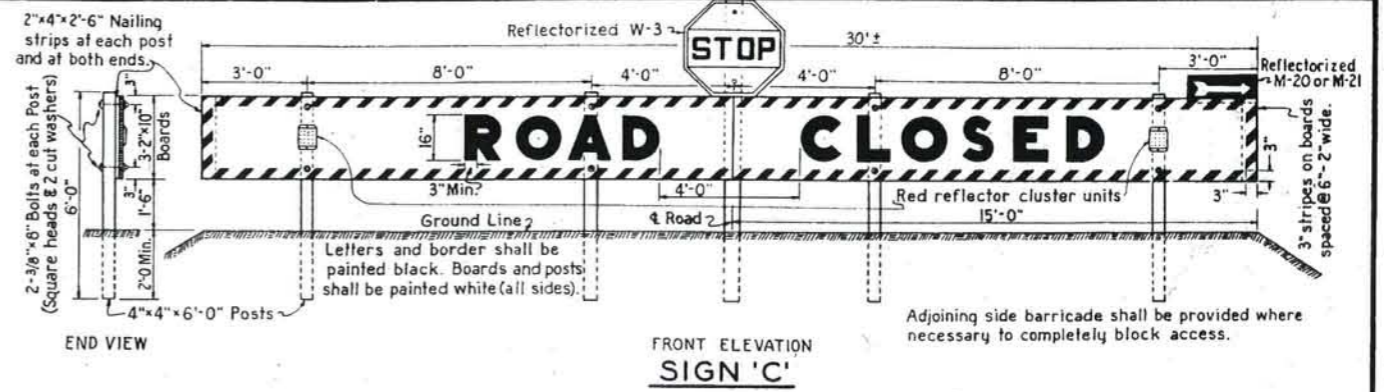 2"×4"×2'-6" Nailing
strips at each post
and at both ends.
Reflectorized W-3
STOP
30'±
3'-0"
8'-0"
4'-0"
4'-0"
8'-0"
3'-0"
Reflectorized
M-20 or M-21
2-3/8"×8" Bolts at each Post
(Square heads & 2 cut washers)
6'-0"
3"
3-2"×10"
Boards
3"
1'-6"
2'-0 Min.
16"
ROAD CLOSED
3" Min.
4'-0"
Red reflector cluster units
3"
3"
3" stripes on boards
spaced @ 6"- 2" wide.
Ground Line
℄ Road
15'-0"
Letters and border shall be
painted black. Boards and posts
shall be painted white (all sides).
4"×4"×6'-0" Posts
Adjoining side barricade shall be provided where
necessary to completely block access.
END VIEW
FRONT ELEVATION
SIGN 'C'